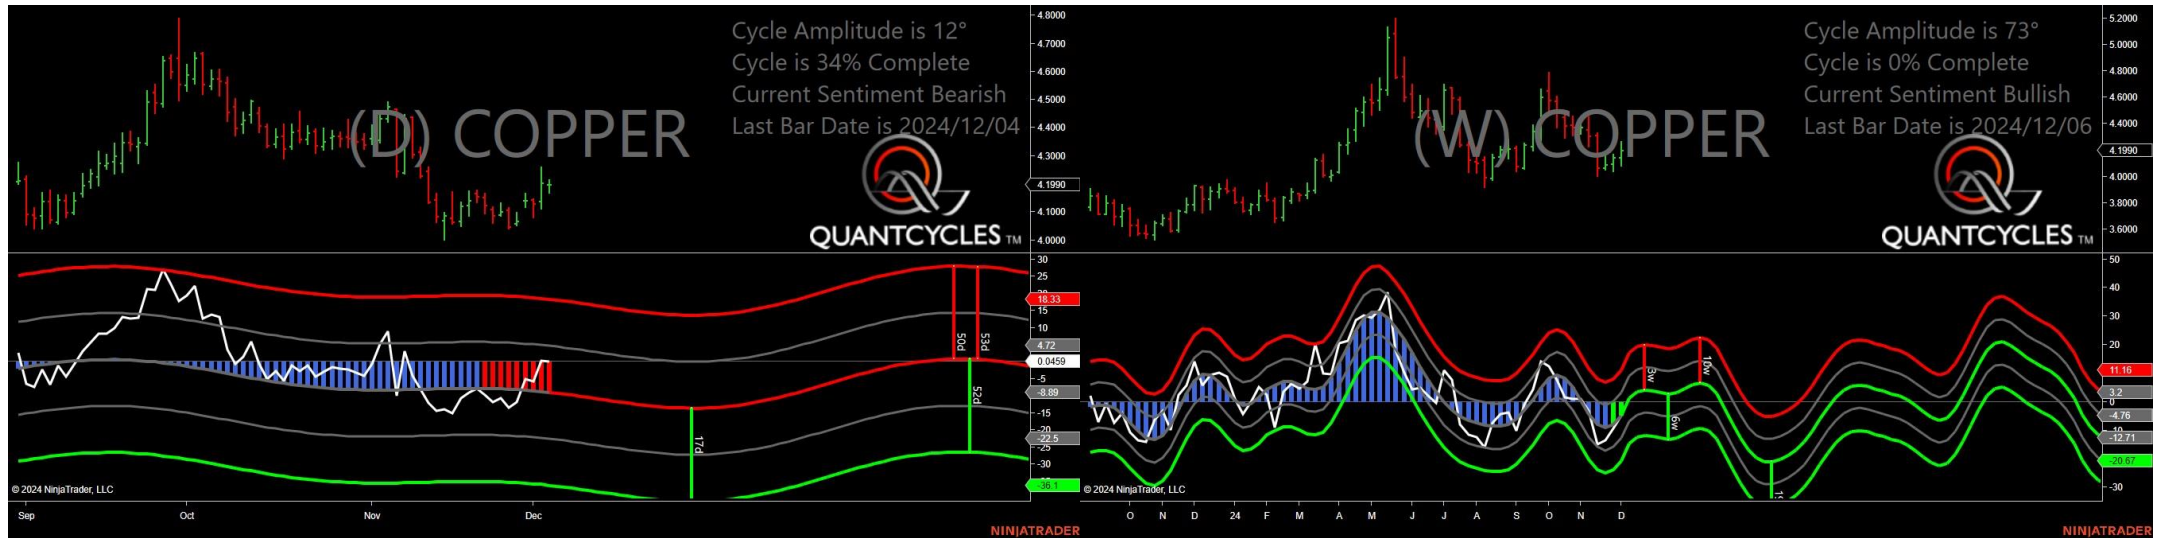 Cycle Amplitude is 12°
Cycle is 34% Complete
Current Sentiment Bearish
Last Bar Date is 2024/12/04
(D) COPPER
QUANTCYCLES TM
4.8000
4.7000
4.6000
4.5000
4.4000
4.3000
4.1990
4.1000
4.0000
30
25
18.33
15
10
4.72
0.0459
-5
-8.89
-15
-22.5
-25
-30
-36.1
50d
53d
52d
17d
© 2024 NinjaTrader, LLC
Sep Oct Nov Dec
NINJATRADER
Cycle Amplitude is 73°
Cycle is 0% Complete
Current Sentiment Bullish
Last Bar Date is 2024/12/06
(W) COPPER
QUANTCYCLES TM
5.2000
5.0000
4.8000
4.6000
4.4000
4.1990
4.0000
3.8000
3.6000
50
40
30
20
11.16
3.2
0
-4.76
-12.71
-20.67
-30
3w
10w
6w
© 2024 NinjaTrader, LLC
O N D 24 F M A M J J A S O N D
NINJATRADER